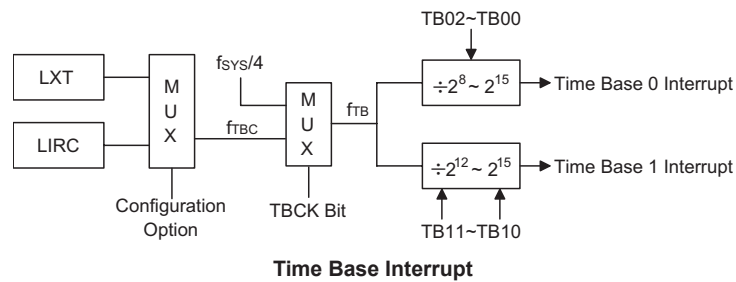 TB02~TB00
LXT
LIRC
M
U
X
fSYS/4
fTBC
M
U
X
fTB
÷2⁸ ~ 2¹⁵
Time Base 0 Interrupt
÷2¹² ~ 2¹⁵
Time Base 1 Interrupt
Configuration
Option
TBCK Bit
TB11~TB10
Time Base Interrupt